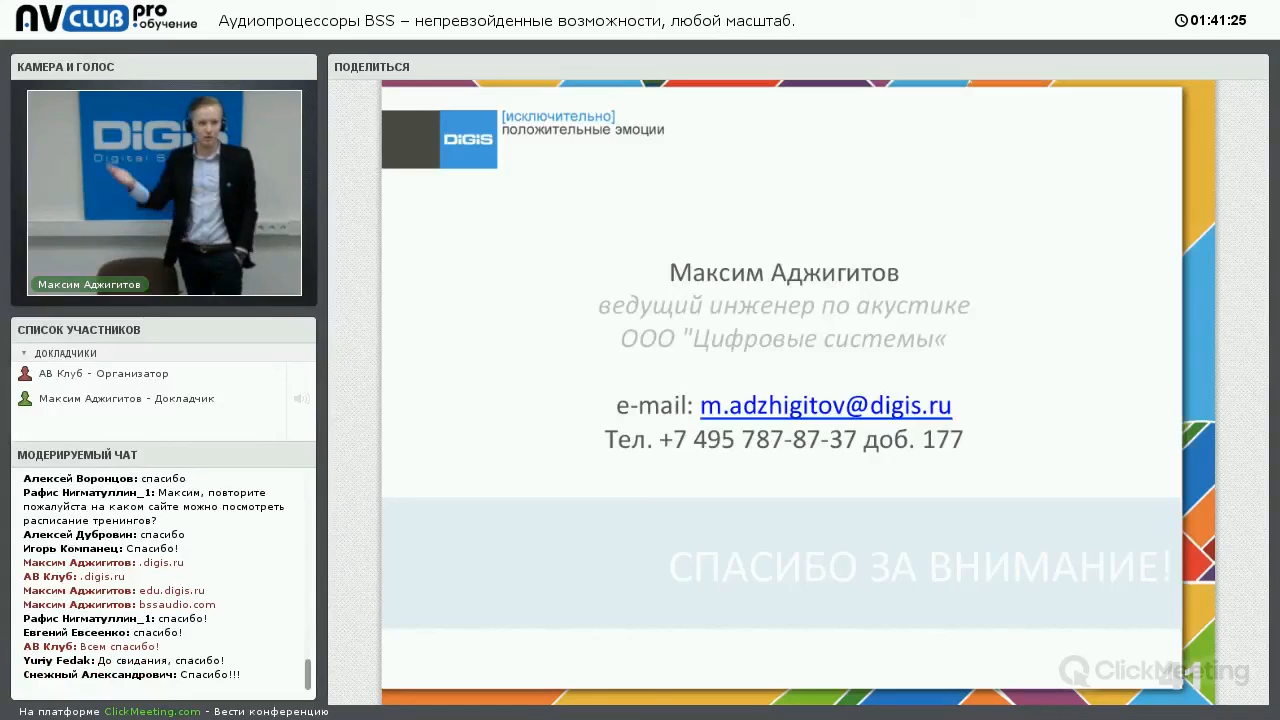 AVCLUB pro обучение
Аудиопроцессоры BSS – непревзойденные возможности, любой масштаб.
01:41:25
КАМЕРА И ГОЛОС
DiGiS
Digital S
Максим Аджигитов
СПИСОК УЧАСТНИКОВ
ДОКЛАДЧИКИ
АВ Клуб - Организатор
Максим Аджигитов - Докладчик
МОДЕРИРУЕМЫЙ ЧАТ
Алексей Воронцов: спасибо
Рафис Нигматуллин_1: Максим, повторите
пожалуйста на каком сайте можно посмотреть
расписание тренингов?
Алексей Дубровин: спасибо
Игорь Компанец: Спасибо!
Максим Аджигитов: .digis.ru
АВ Клуб: .digis.ru
Максим Аджигитов: edu.digis.ru
Максим Аджигитов: bssaudio.com
Рафис Нигматуллин_1: спасибо!
Евгений Евсеенко: спасибо!
АВ Клуб: Всем спасибо!
Yuriy Fedak: До свидания, спасибо!
Снежный Александрович: Спасибо!!!
ПОДЕЛИТЬСЯ
DiGiS
[исключительно]
положительные эмоции
Максим Аджигитов
ведущий инженер по акустике
ООО "Цифровые системы«
e-mail: m.adzhigitov@digis.ru
Тел. +7 495 787-87-37 доб. 177
СПАСИБО ЗА ВНИМАНИЕ!
ClickMeeting
На платформе ClickMeeting.com - Вести конференцию